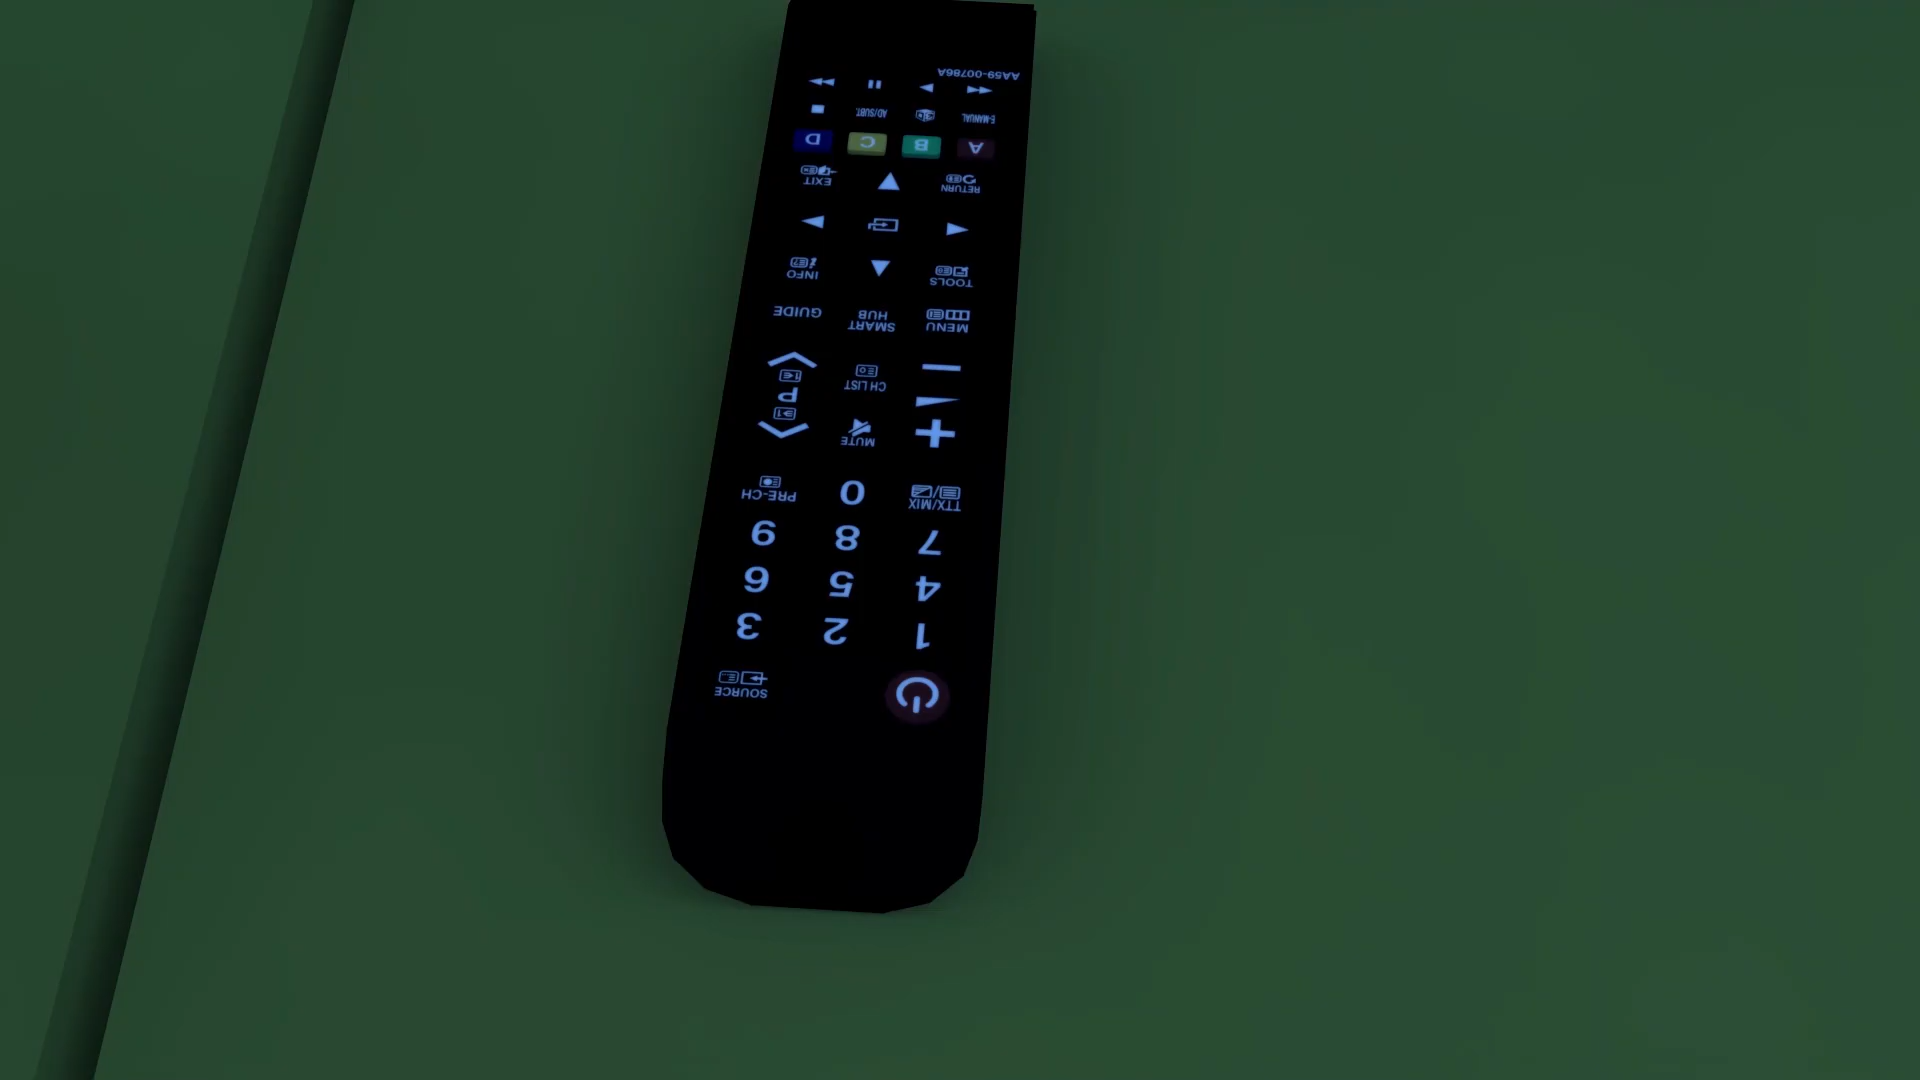 SOURCE
1 2 3
4 5 6
7 8 9
TTX/MIX 0 PRE-CH
+ MUTE
P
— CH LIST
MENU SMART HUB GUIDE
TOOLS INFO
RETURN EXIT
A B C D
E-MANUAL 3D AD/SUBT.
AA59-00786A